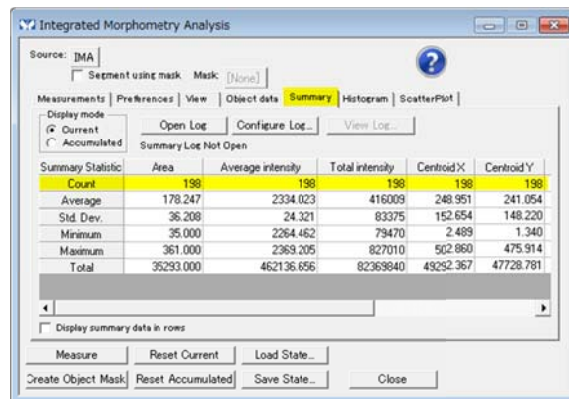 Integrated Morphometry Analysis
Source: IMA
Segment using mask Mask: [None]
Measurements Preferences View Object data Summary Histogram ScatterPlot
Display mode
Current
Accumulated
Open Log Configure Log... View Log...
Summary Log Not Open
Summary Statistic Area Average intensity Total intensity Centroid X Centroid Y
Count 198 198 198 198 198
Average 178.247 2334.023 416009 248.951 241.054
Std. Dev. 36.208 24.321 83375 152.654 148.220
Minimum 35.000 2264.462 79470 2.489 1.340
Maximum 361.000 2369.205 827010 502.860 475.914
Total 35293.000 462136.656 82369840 49292.367 47728.781
Display summary data in rows
Measure Reset Current Load State...
Create Object Mask Reset Accumulated Save State... Close